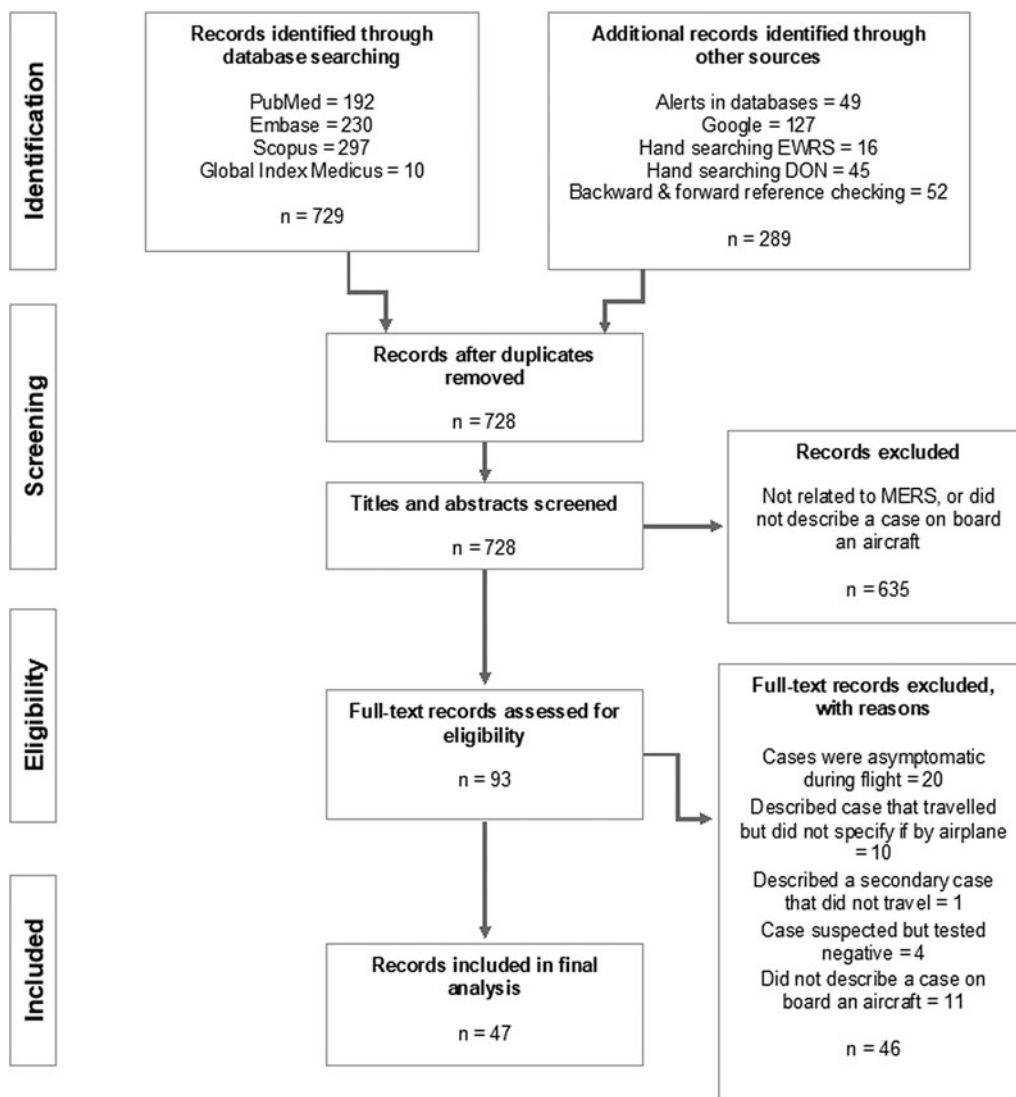 Identification
Records identified through
database searching
PubMed = 192
Embase = 230
Scopus = 297
Global Index Medicus = 10
n = 729
Additional records identified through
other sources
Alerts in databases = 49
Google = 127
Hand searching EWRS = 16
Hand searching DON = 45
Backward & forward reference checking = 52
n = 289
Screening
Records after duplicates
removed
n = 728
Titles and abstracts screened
n = 728
Records excluded
Not related to MERS, or did
not describe a case on board
an aircraft
n = 635
Eligibility
Full-text records assessed for
eligibility
n = 93
Full-text records excluded,
with reasons
Cases were asymptomatic
during flight = 20
Described case that travelled
but did not specify if by airplane
= 10
Described a secondary case
that did not travel = 1
Case suspected but tested
negative = 4
Did not describe a case on
board an aircraft = 11
n = 46
Included
Records included in final
analysis
n = 47